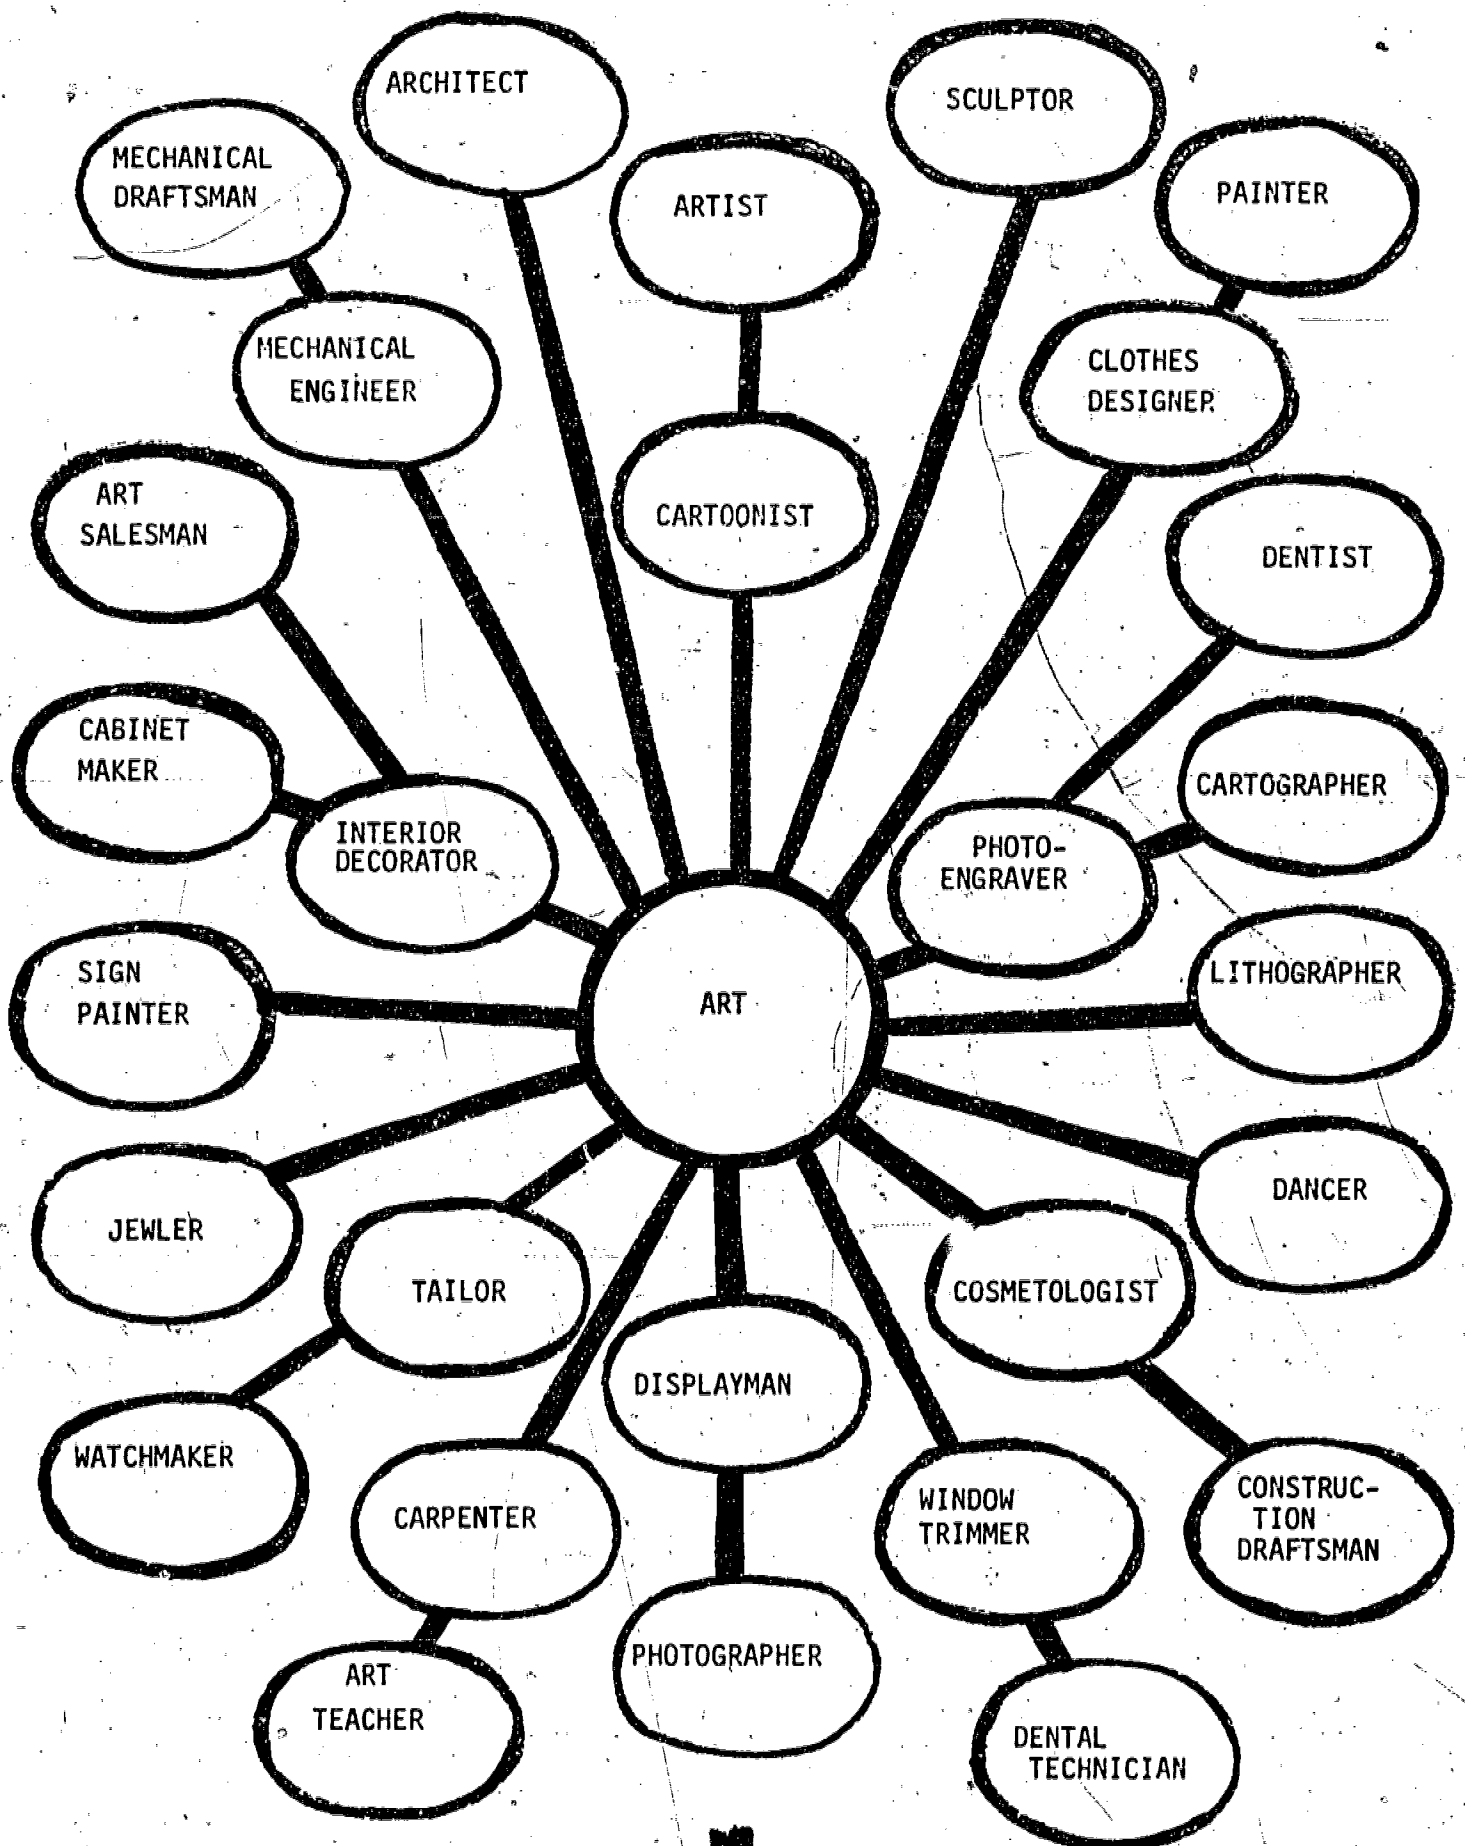 ARCHITECT
SCULPTOR
MECHANICAL
DRAFTSMAN
ARTIST
PAINTER
MECHANICAL
ENGINEER
CLOTHES
DESIGNER
ART
SALESMAN
CARTOONIST
DENTIST
CABINET
MAKER
INTERIOR
DECORATOR
PHOTO-
ENGRAVER
CARTOGRAPHER
SIGN
PAINTER
ART
LITHOGRAPHER
JEWLER
TAILOR
COSMETOLOGIST
DANCER
WATCHMAKER
DISPLAYMAN
CARPENTER
WINDOW
TRIMMER
CONSTRUC-
TION
DRAFTSMAN
ART
TEACHER
PHOTOGRAPHER
DENTAL
TECHNICIAN